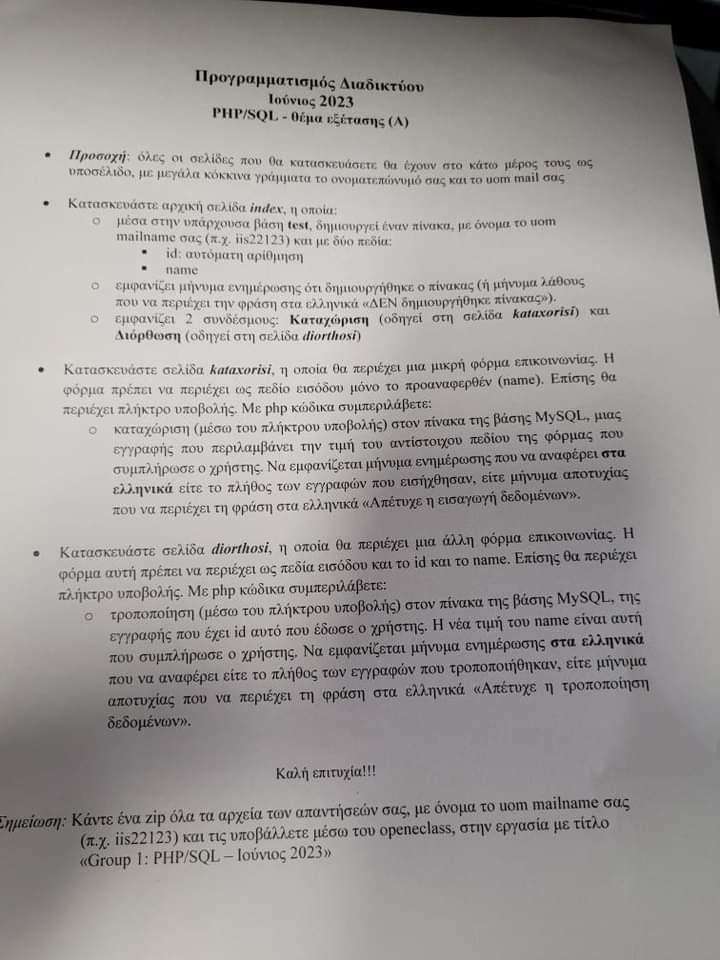 Προγραμματισμός Διαδικτύου
Ιούνιος 2023
PHP/SQL - θέμα εξέτασης (Α)
• Προσοχή: όλες οι σελίδες που θα κατασκευάσετε θα έχουν στο κάτω μέρος τους ως
υποσέλιδο, με μεγάλα κόκκινα γράμματα το ονοματεπώνυμό σας και το uom mail σας
• Κατασκευάστε αρχική σελίδα index, η οποία:
○ μέσα στην υπάρχουσα βάση test, δημιουργεί έναν πίνακα, με όνομα το uom
mailname σας (π.χ. iis22123) και με δύο πεδία:
▪ id: αυτόματη αρίθμηση
▪ name
○ εμφανίζει μήνυμα ενημέρωσης ότι δημιουργήθηκε ο πίνακας (ή μήνυμα λάθους
που να περιέχει την φράση στα ελληνικά «ΔΕΝ δημιουργήθηκε πίνακας»).
○ εμφανίζει 2 συνδέσμους: Καταχώριση (οδηγεί στη σελίδα kataxorisi) και
Διόρθωση (οδηγεί στη σελίδα diorthosi)
• Κατασκευάστε σελίδα kataxorisi, η οποία θα περιέχει μια μικρή φόρμα επικοινωνίας. Η
φόρμα πρέπει να περιέχει ως πεδίο εισόδου μόνο το προαναφερθέν (name). Επίσης θα
περιέχει πλήκτρο υποβολής. Με php κώδικα συμπεριλάβετε:
○ καταχώριση (μέσω του πλήκτρου υποβολής) στον πίνακα της βάσης MySQL, μιας
εγγραφής που περιλαμβάνει την τιμή του αντίστοιχου πεδίου της φόρμας που
συμπλήρωσε ο χρήστης. Να εμφανίζεται μήνυμα ενημέρωσης που να αναφέρει στα
ελληνικά είτε το πλήθος των εγγραφών που εισήχθησαν, είτε μήνυμα αποτυχίας
που να περιέχει τη φράση στα ελληνικά «Απέτυχε η εισαγωγή δεδομένων».
• Κατασκευάστε σελίδα diorthosi, η οποία θα περιέχει μια άλλη φόρμα επικοινωνίας. Η
φόρμα αυτή πρέπει να περιέχει ως πεδία εισόδου και το id και το name. Επίσης θα περιέχει
πλήκτρο υποβολής. Με php κώδικα συμπεριλάβετε:
○ τροποποίηση (μέσω του πλήκτρου υποβολής) στον πίνακα της βάσης MySQL, της
εγγραφής που έχει id αυτό που έδωσε ο χρήστης. Η νέα τιμή του name είναι αυτή
που συμπλήρωσε ο χρήστης. Να εμφανίζεται μήνυμα ενημέρωσης στα ελληνικά
που να αναφέρει είτε το πλήθος των εγγραφών που τροποποιήθηκαν, είτε μήνυμα
αποτυχίας που να περιέχει τη φράση στα ελληνικά «Απέτυχε η τροποποίηση
δεδομένων».
Καλή επιτυχία!!!
Σημείωση: Κάντε ένα zip όλα τα αρχεία των απαντήσεών σας, με όνομα το uom mailname σας
(π.χ. iis22123) και τις υποβάλλετε μέσω του openeclass, στην εργασία με τίτλο
«Group 1: PHP/SQL – Ιούνιος 2023»